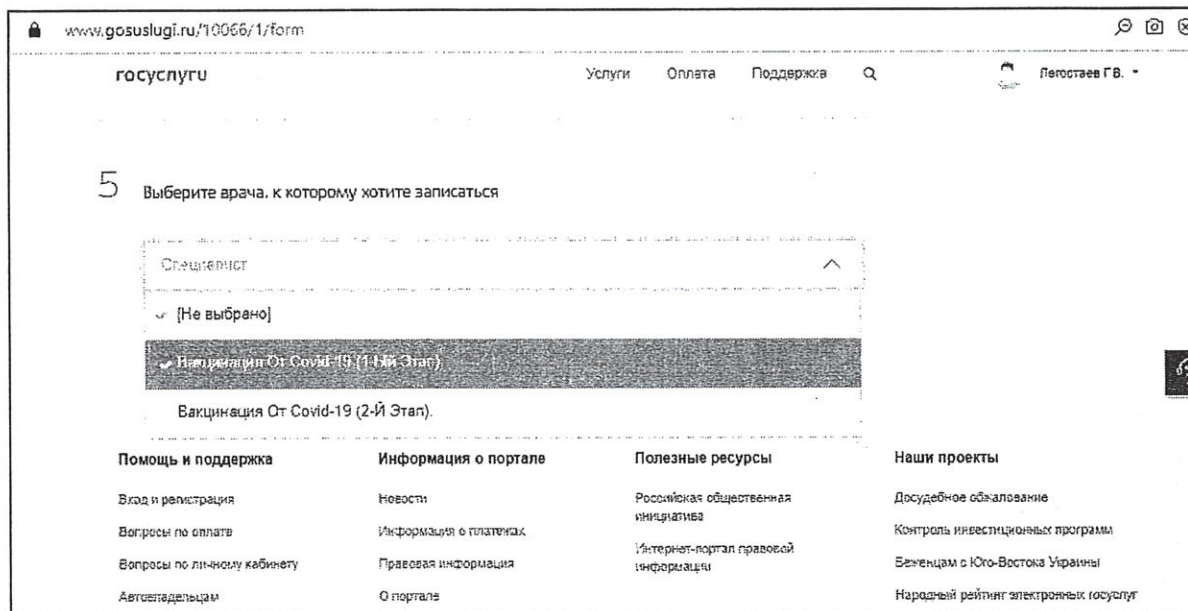 www.gosuslugi.ru/10066/1/form
госуслуги
Услуги Оплата Поддержка
Легостаев Г.В.
5 Выберите врача, к которому хотите записаться
Специалист
[Не выбрано]
Вакцинация От Covid-19 (1-Ый Этап)
Вакцинация От Covid-19 (2-Й Этап).
Помощь и поддержка Информация о портале Полезные ресурсы Наши проекты
Вход и регистрация Новости Российская общественная Досудебное обжалование
инициатива
Вопросы по оплате Информация о платежах Контроль инвестиционных программ
Интернет-портал правовой
Вопросы по личному кабинету Правовая информация информации Беженцам с Юго-Востока Украины
Автовладельцам О портале Народный рейтинг электронных госуслуг